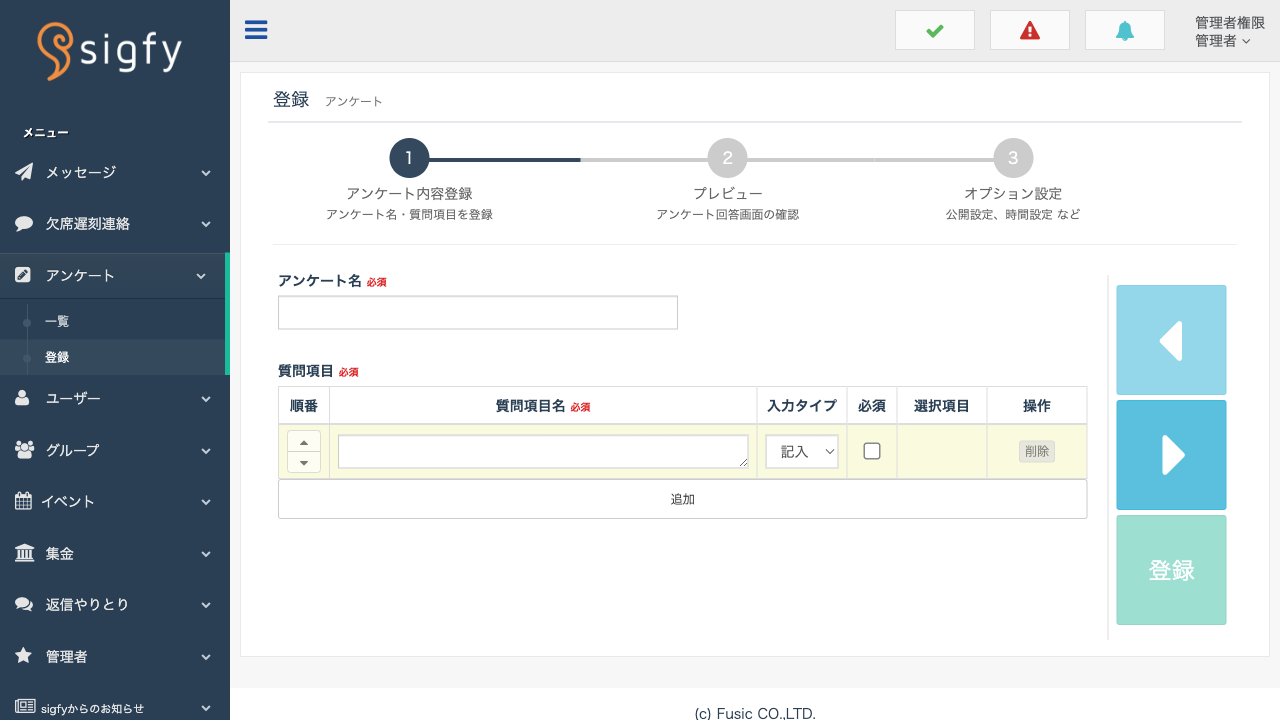 sigfy
管理者権限
管理者
メニュー
メッセージ
欠席遅刻連絡
アンケート
一覧
登録
ユーザー
グループ
イベント
集金
返信やりとり
管理者
sigfyからのお知らせ
登録 アンケート
1 2 3
アンケート内容登録 プレビュー オプション設定
アンケート名・質問項目を登録 アンケート回答画面の確認 公開設定、時間設定 など
アンケート名 必須
質問項目 必須
順番 質問項目名 必須 入力タイプ 必須 選択項目 操作
記入 削除
追加
登録
(c) Fusic CO.,LTD.